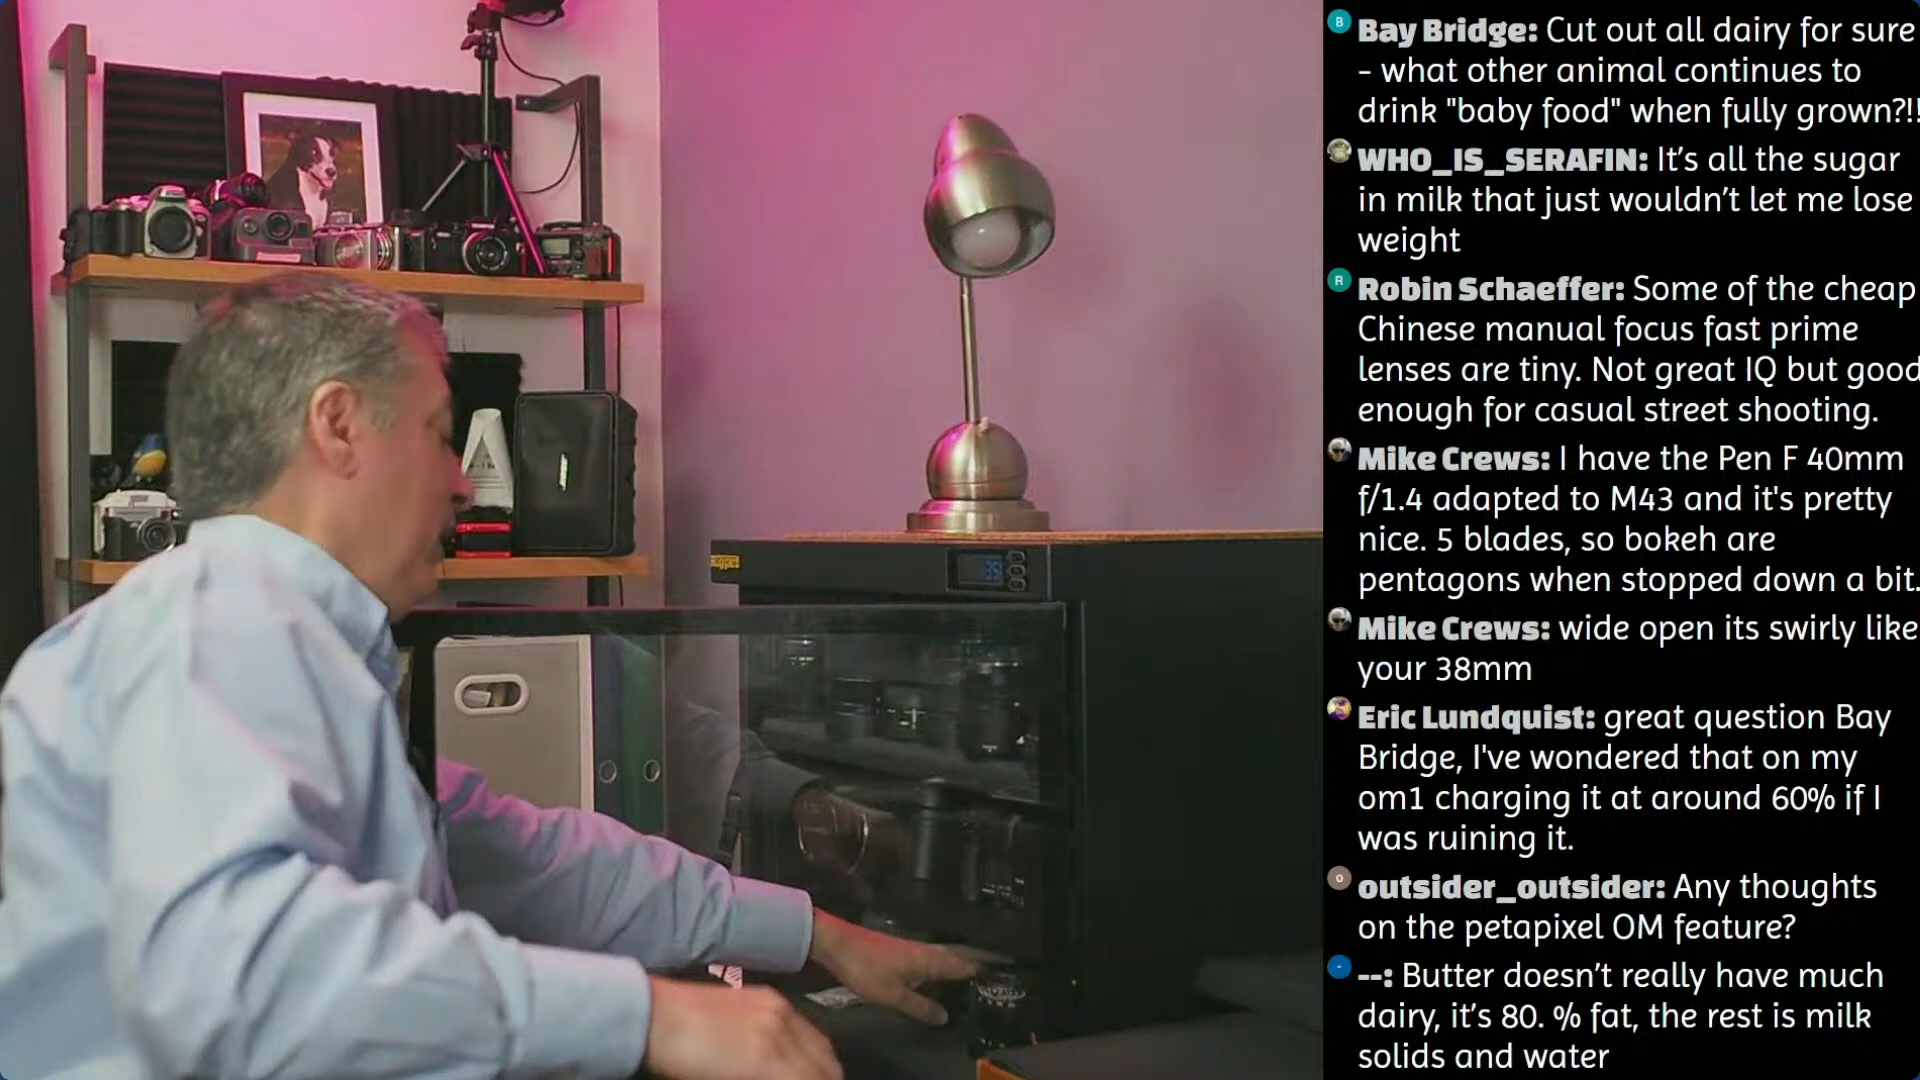 Bay Bridge: Cut out all dairy for sure
- what other animal continues to
drink "baby food" when fully grown?!!
WHO_IS_SERAFIN: It’s all the sugar
in milk that just wouldn’t let me lose
weight
Robin Schaeffer: Some of the cheap
Chinese manual focus fast prime
lenses are tiny. Not great IQ but good
enough for casual street shooting.
Mike Crews: I have the Pen F 40mm
f/1.4 adapted to M43 and it's pretty
nice. 5 blades, so bokeh are
pentagons when stopped down a bit.
Mike Crews: wide open its swirly like
your 38mm
Eric Lundquist: great question Bay
Bridge, I've wondered that on my
om1 charging it at around 60% if I
was ruining it.
outsider_outsider: Any thoughts
on the petapixel OM feature?
--: Butter doesn’t really have much
dairy, it’s 80. % fat, the rest is milk
solids and water
35